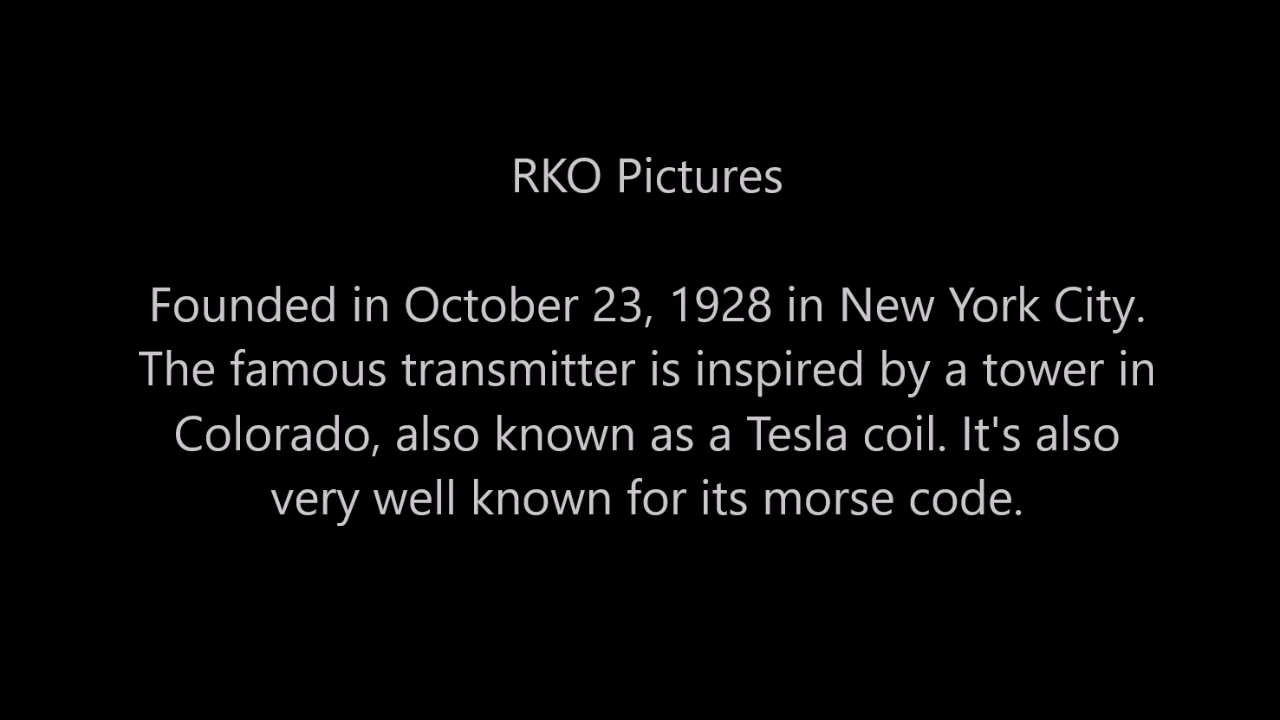 RKO Pictures
Founded in October 23, 1928 in New York City.
The famous transmitter is inspired by a tower in
Colorado, also known as a Tesla coil. It's also
very well known for its morse code.